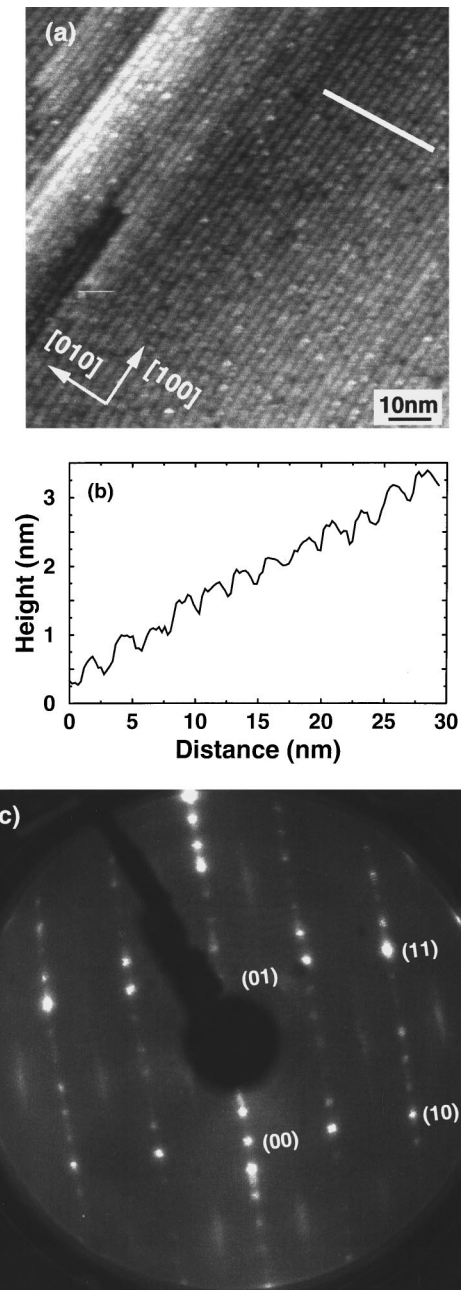 (a)
[010]
[100]
10nm
(b)
Height (nm)
3
2
1
0
0 5 10 15 20 25 30
Distance (nm)
c)
(01)
(11)
(00)
(10)